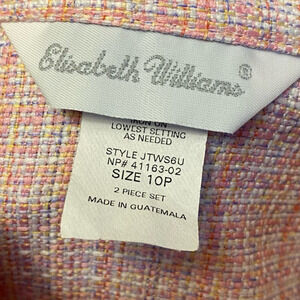 Elisabeth Williams®
IRON ON
LOWEST SETTING
AS NEEDED
STYLE JTWS6U
NP# 41163-02
SIZE 10P
2 PIECE SET
MADE IN GUATEMALA